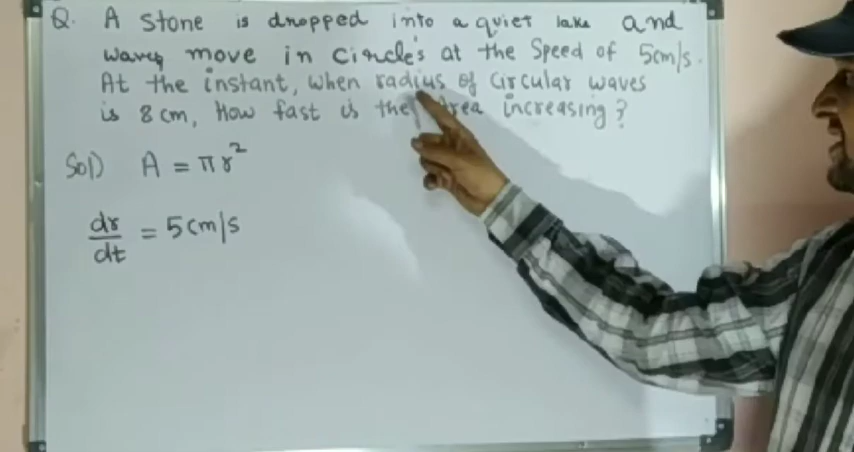 Q. A stone is dropped into a quiet lake and
waves move in circle's at the speed of 5cm/s.
At the instant, when radius of circular waves
is 8 cm, How fast is the Area increasing?
Sol) A = πr²
dr/dt = 5cm/s